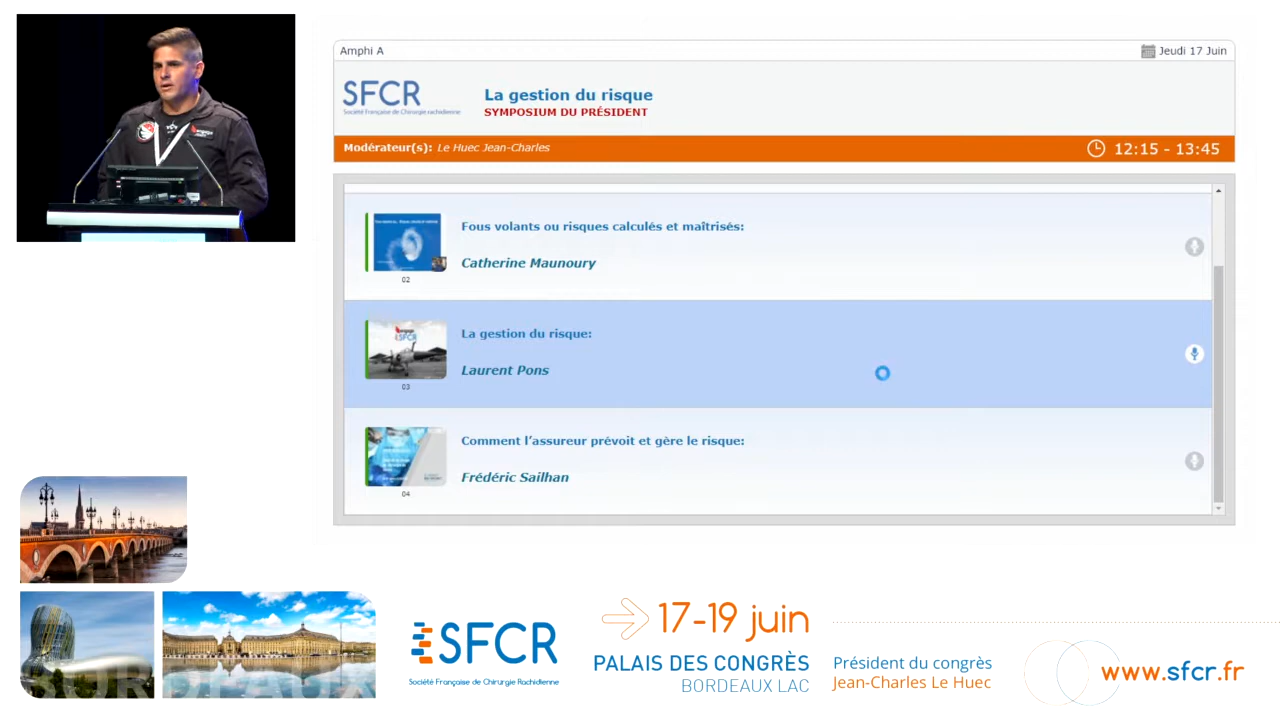 Amphi A
Jeudi 17 Juin
SFCR
Société Française de Chirurgie rachidienne
La gestion du risque
SYMPOSIUM DU PRÉSIDENT
Modérateur(s): Le Huec Jean-Charles
12:15 - 13:45
Fous volants ou risques calculés et maîtrisés:
Catherine Maunoury
02
La gestion du risque:
Laurent Pons
03
SFCR
Comment l’assureur prévoit et gère le risque:
Frédéric Sailhan
04
BORDEAUX
SFCR
Société Française de Chirurgie Rachidienne
17-19 juin
PALAIS DES CONGRÈS
BORDEAUX LAC
Président du congrès
Jean-Charles Le Huec
www.sfcr.fr